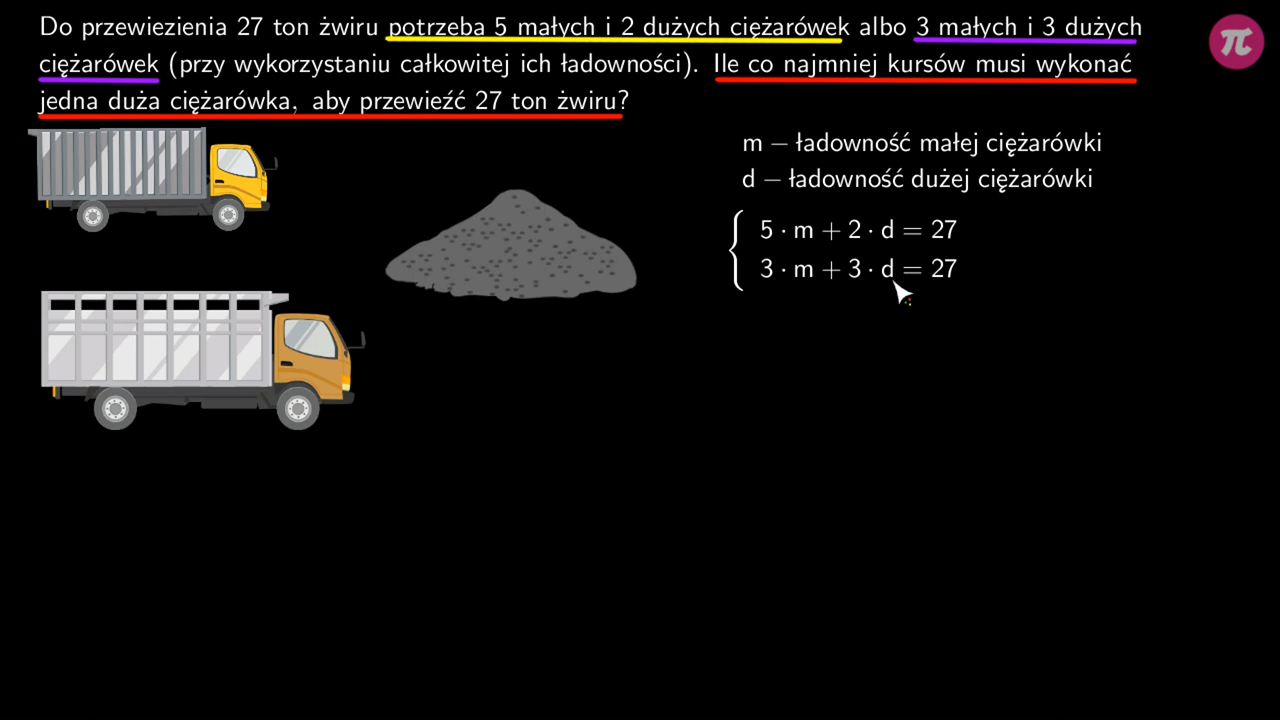 Do przewiezienia 27 ton żwiru potrzeba 5 małych i 2 dużych ciężarówek albo 3 małych i 3 dużych
ciężarówek (przy wykorzystaniu całkowitej ich ładowności). Ile co najmniej kursów musi wykonać
jedna duża ciężarówka, aby przewieźć 27 ton żwiru?
π
m – ładowność małej ciężarówki
d – ładowność dużej ciężarówki
5 · m + 2 · d = 27
3 · m + 3 · d = 27